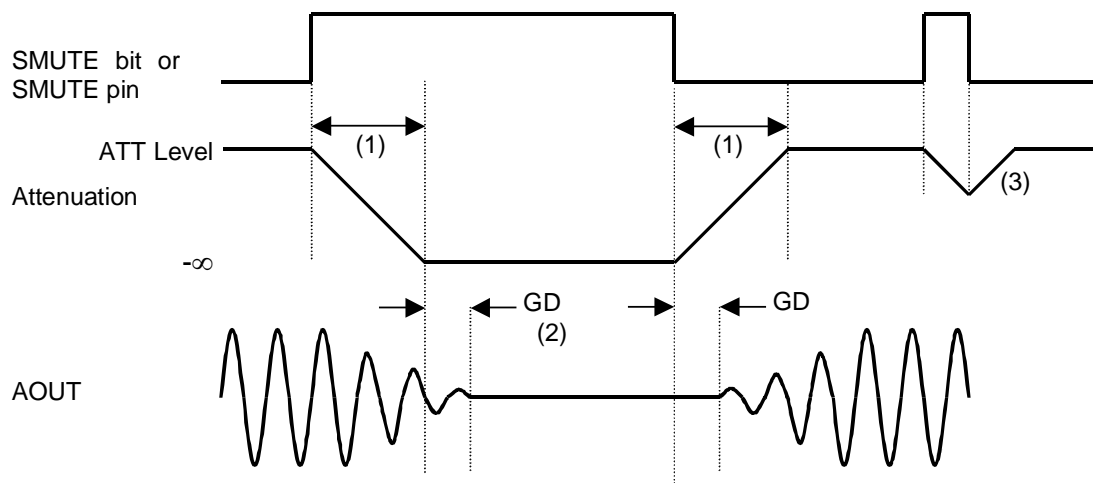 SMUTE bit or
SMUTE pin
(1)
(1)
ATT Level
Attenuation
(3)
-∞
GD
(2)
GD
AOUT